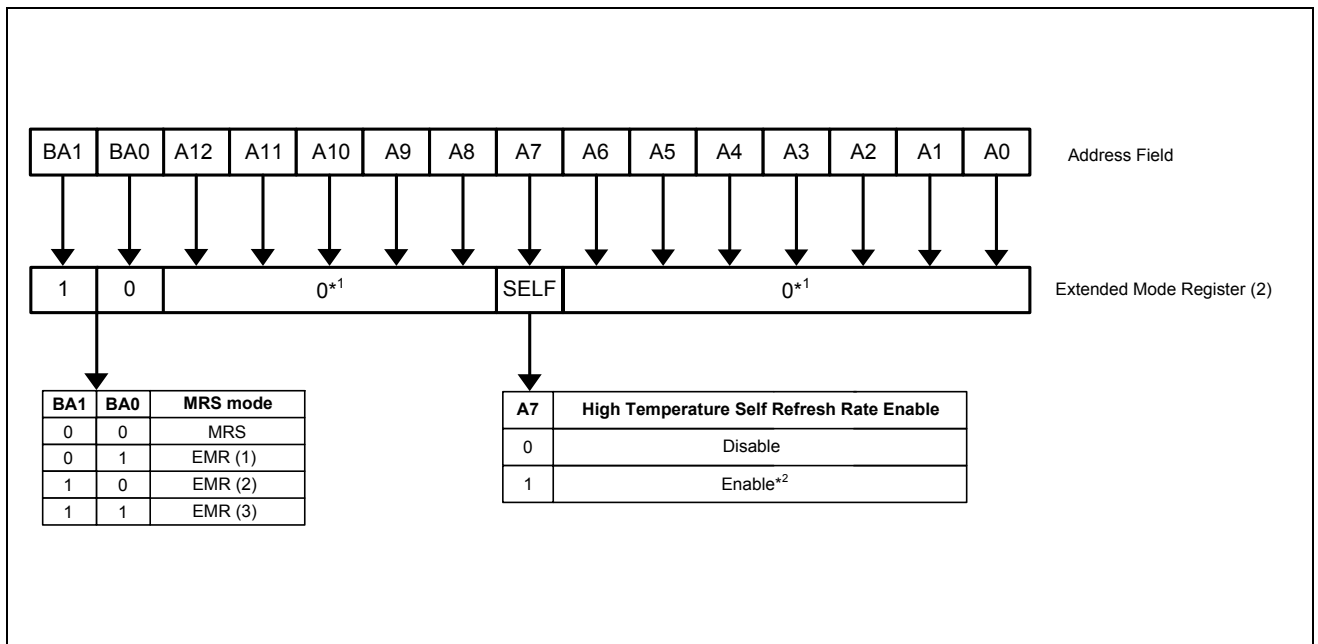 BA1 BA0 A12 A11 A10 A9 A8 A7 A6 A5 A4 A3 A2 A1 A0 Address Field
1 0 0*1 SELF 0*1 Extended Mode Register (2)
BA1 BA0 MRS mode
0 0 MRS
0 1 EMR (1)
1 0 EMR (2)
1 1 EMR (3)
A7 High Temperature Self Refresh Rate Enable
0 Disable
1 Enable*2